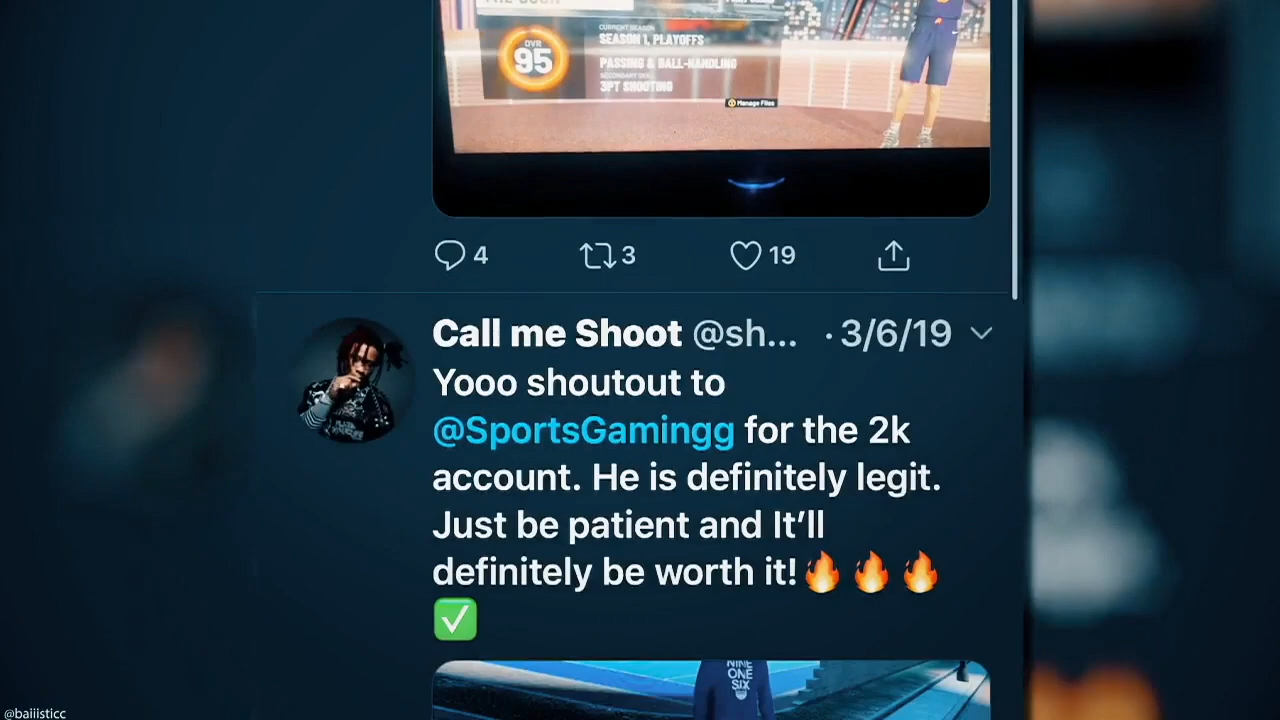 CURRENT SEASON
SEASON 1, PLAYOFFS
OVR
95
PASSING & BALL-HANDLING
3PT SHOOTING
Manage Files
4 3 19
Call me Shoot @sh... · 3/6/19
Yooo shoutout to
@SportsGamingg for the 2k
account. He is definitely legit.
Just be patient and It’ll
definitely be worth it!🔥🔥🔥
✅
NINE
ONE
SIX
@baiiisticc